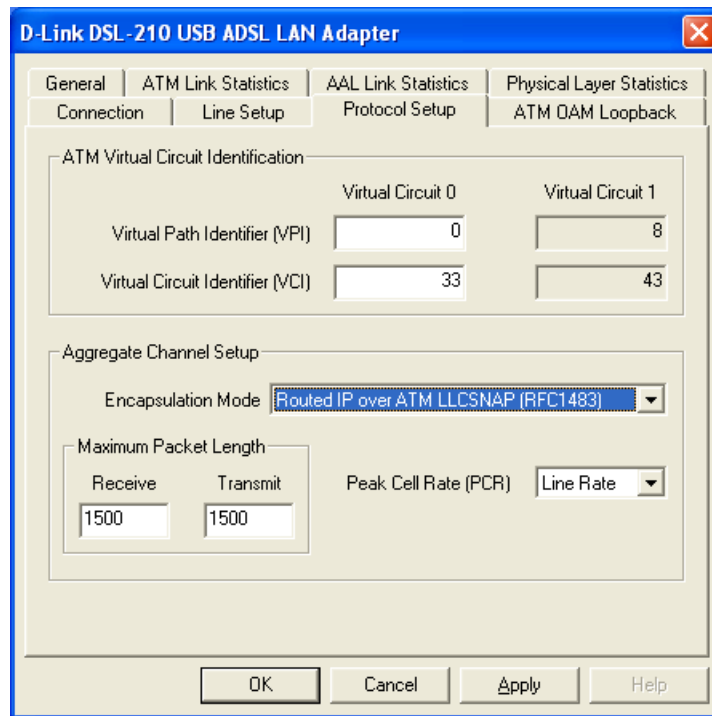 D-Link DSL-210 USB ADSL LAN Adapter
General ATM Link Statistics AAL Link Statistics Physical Layer Statistics
Connection Line Setup Protocol Setup ATM OAM Loopback
ATM Virtual Circuit Identification
Virtual Circuit 0 Virtual Circuit 1
Virtual Path Identifier (VPI) 0 8
Virtual Circuit Identifier (VCI) 33 43
Aggregate Channel Setup
Encapsulation Mode Routed IP over ATM LLCSNAP (RFC1483)
Maximum Packet Length
Receive Transmit Peak Cell Rate (PCR) Line Rate
1500 1500
OK Cancel Apply Help